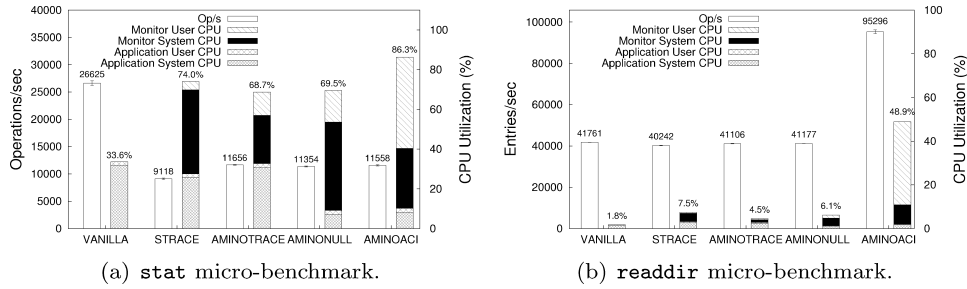 40000
35000
30000
25000
20000
15000
10000
5000
0
Operations/sec
Op/s
Monitor User CPU
Monitor System CPU
Application User CPU
Application System CPU
26625
33.6%
9118
74.0%
11656
68.7%
11354
69.5%
11558
86.3%
100
80
60
40
20
0
CPU Utilization (%)
VANILLA STRACE AMINOTRACE AMINONULL AMINOACI
(a) stat micro-benchmark.
100000
80000
60000
40000
20000
0
Entries/sec
Op/s
Monitor User CPU
Monitor System CPU
Application User CPU
Application System CPU
41761
1.8%
40242
7.5%
41106
4.5%
41177
6.1%
95296
48.9%
100
80
60
40
20
0
CPU Utilization (%)
VANILLA STRACE AMINOTRACE AMINONULL AMINOACI
(b) readdir micro-benchmark.